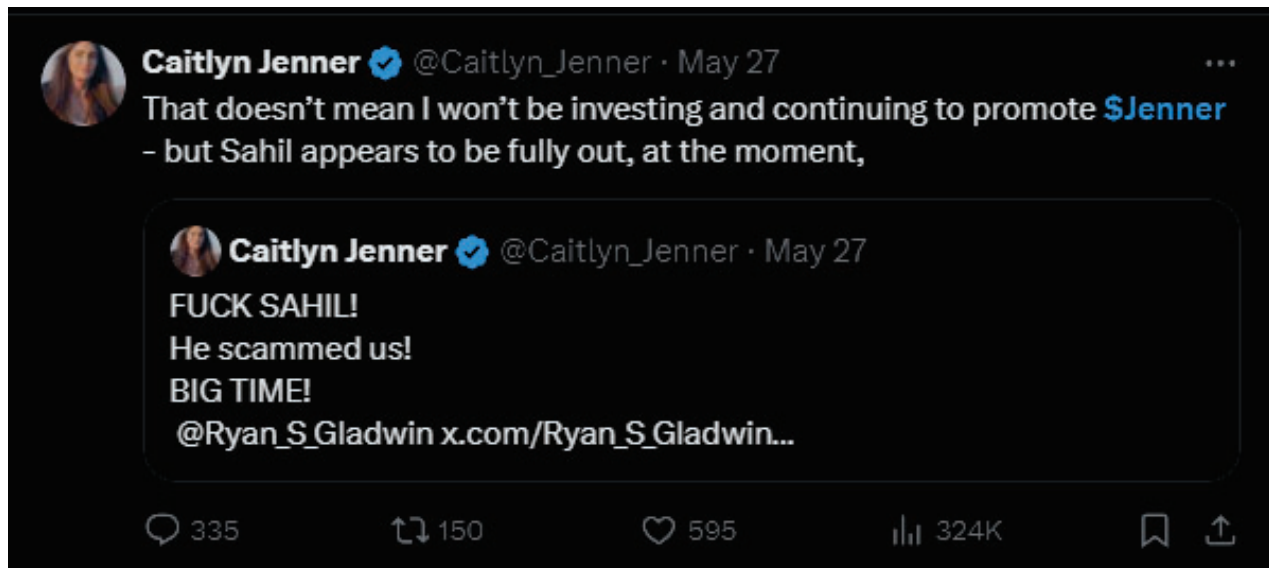 Caitlyn Jenner @Caitlyn_Jenner · May 27
That doesn’t mean I won’t be investing and continuing to promote $Jenner
- but Sahil appears to be fully out, at the moment,
Caitlyn Jenner @Caitlyn_Jenner · May 27
FUCK SAHIL!
He scammed us!
BIG TIME!
@Ryan_S_Gladwin x.com/Ryan_S_Gladwin...
335 150 595 324K